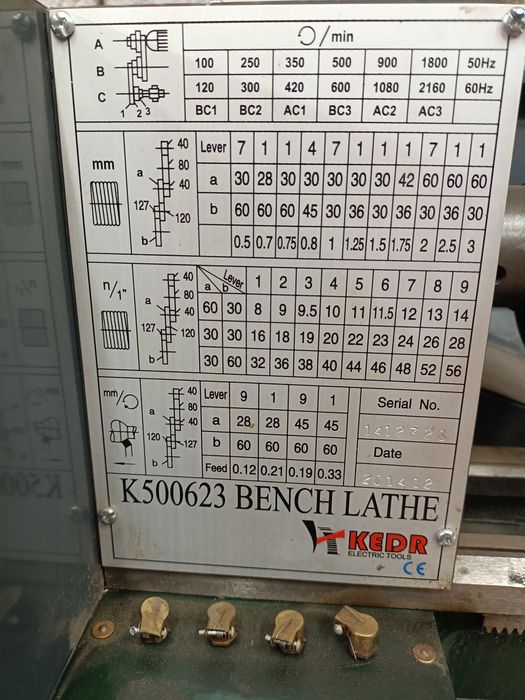 A
B
C
1 2 3
/min
100 250 350 500 900 1800 50Hz
120 300 420 600 1080 2160 60Hz
BC1 BC2 AC1 BC3 AC2 AC3
mm
a
b
40
80
40
127
120
Lever 7 1 1 4 7 1 1 1 7 1 1
a 30 28 30 30 30 30 30 42 60 60 60
b 60 60 60 45 30 36 30 36 30 36 30
0.5 0.7 0.75 0.8 1 1.25 1.5 1.75 2 2.5 3
n/1"
a
b
40
80
40
127
120
a b Lever 1 2 3 4 5 6 7 8 9
60 30 8 9 9.5 10 11 11.5 12 13 14
30 30 16 18 19 20 22 23 24 26 28
30 60 32 36 38 40 44 46 48 52 56
mm/
a
b
40
80
40
120
127
Lever 9 1 9 1
a 28 28 45 45
b 60 60 60 60
Feed 0.12 0.21 0.19 0.33
Serial No.
Date
201412
K500623 BENCH LATHE
KEDR
ELECTRIC TOOLS
CE